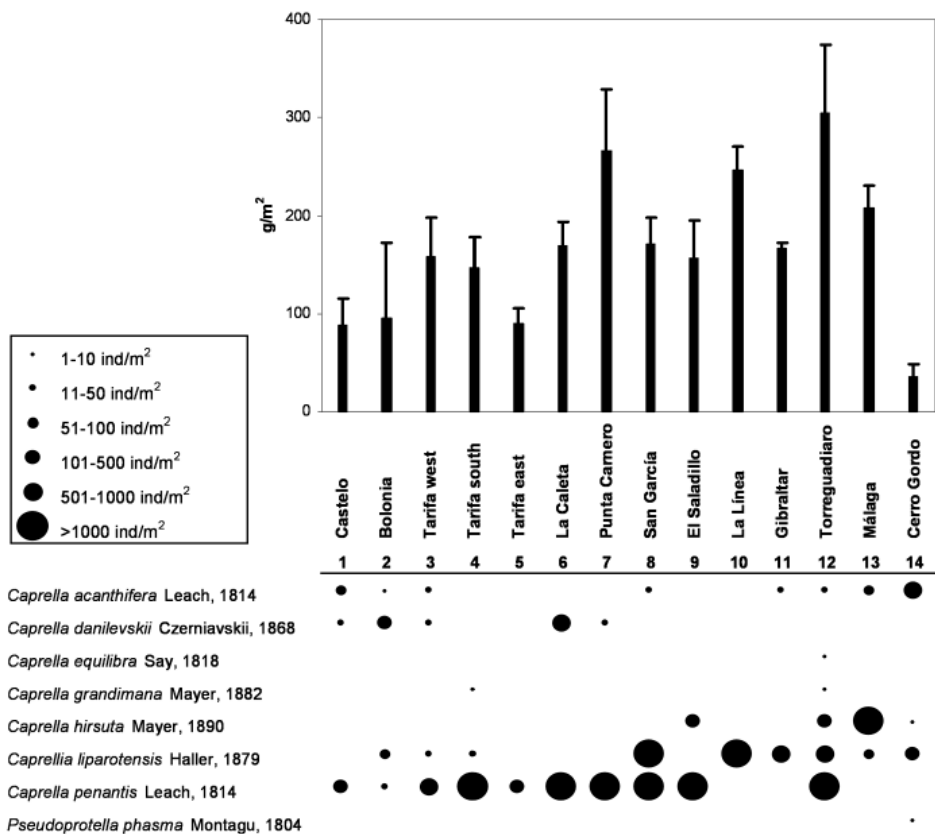 400
300
200
100
0
g/m²
1-10 ind/m²
11-50 ind/m²
51-100 ind/m²
101-500 ind/m²
501-1000 ind/m²
>1000 ind/m²
Castelo
Bolonia
Tarifa west
Tarifa south
Tarifa east
La Caleta
Punta Carnero
San García
El Saladillo
La Línea
Gibraltar
Torreguadiaro
Málaga
Cerro Gordo
1 2 3 4 5 6 7 8 9 10 11 12 13 14
Caprella acanthifera Leach, 1814
Caprella danilevskii Czerniavskii, 1868
Caprella equilibra Say, 1818
Caprella grandimana Mayer, 1882
Caprella hirsuta Mayer, 1890
Caprellia liparotensis Haller, 1879
Caprella penantis Leach, 1814
Pseudoprotella phasma Montagu, 1804